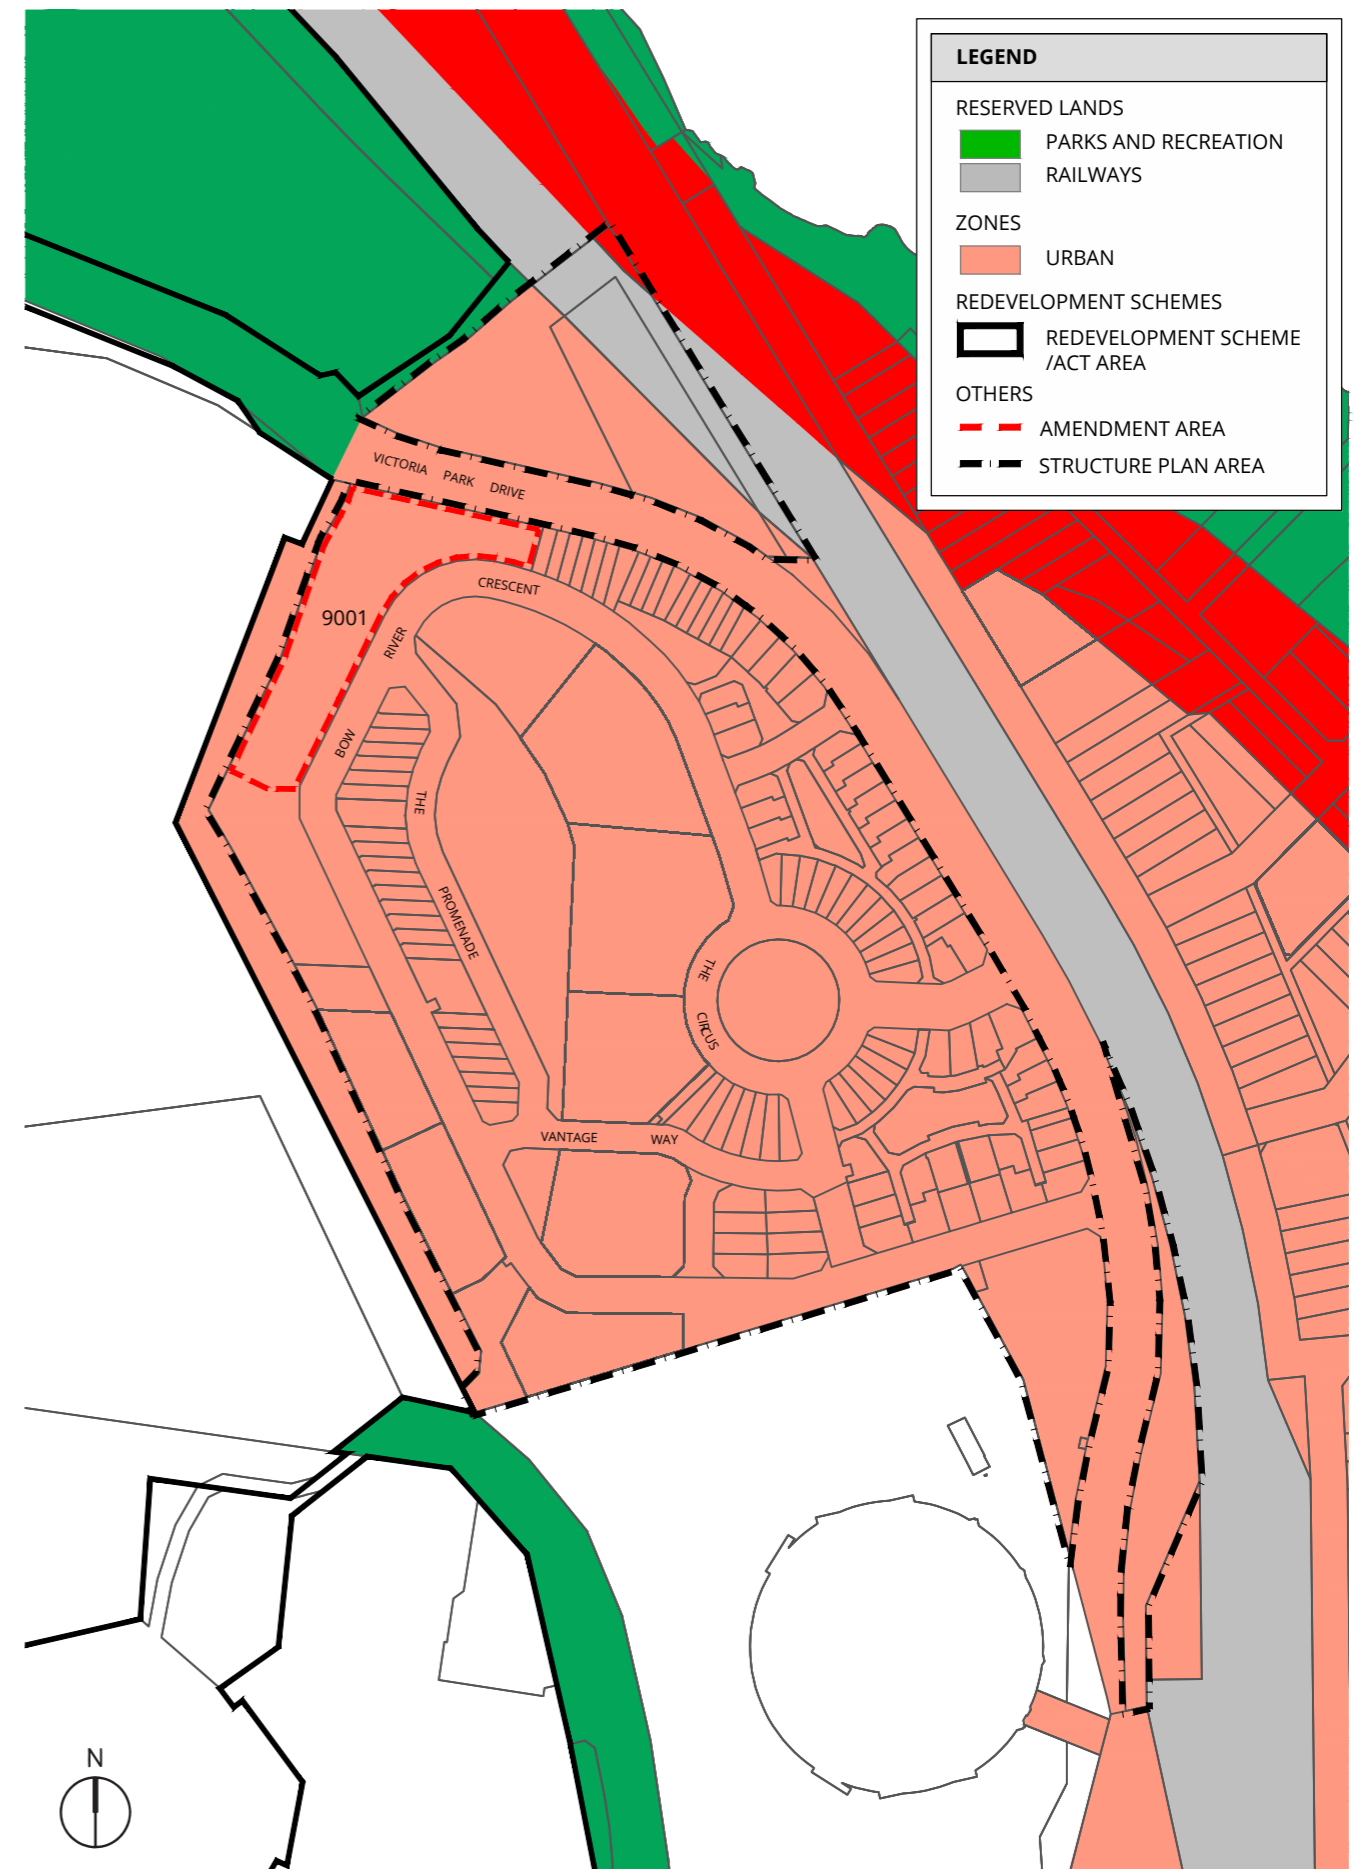 LEGEND
RESERVED LANDS
PARKS AND RECREATION
RAILWAYS
ZONES
URBAN
REDEVELOPMENT SCHEMES
REDEVELOPMENT SCHEME
/ACT AREA
OTHERS
AMENDMENT AREA
STRUCTURE PLAN AREA
VICTORIA PARK DRIVE
CRESCENT
9001
RIVER
BOW
THE
PROMENADE
THE
CIRCUS
VANTAGE WAY
N